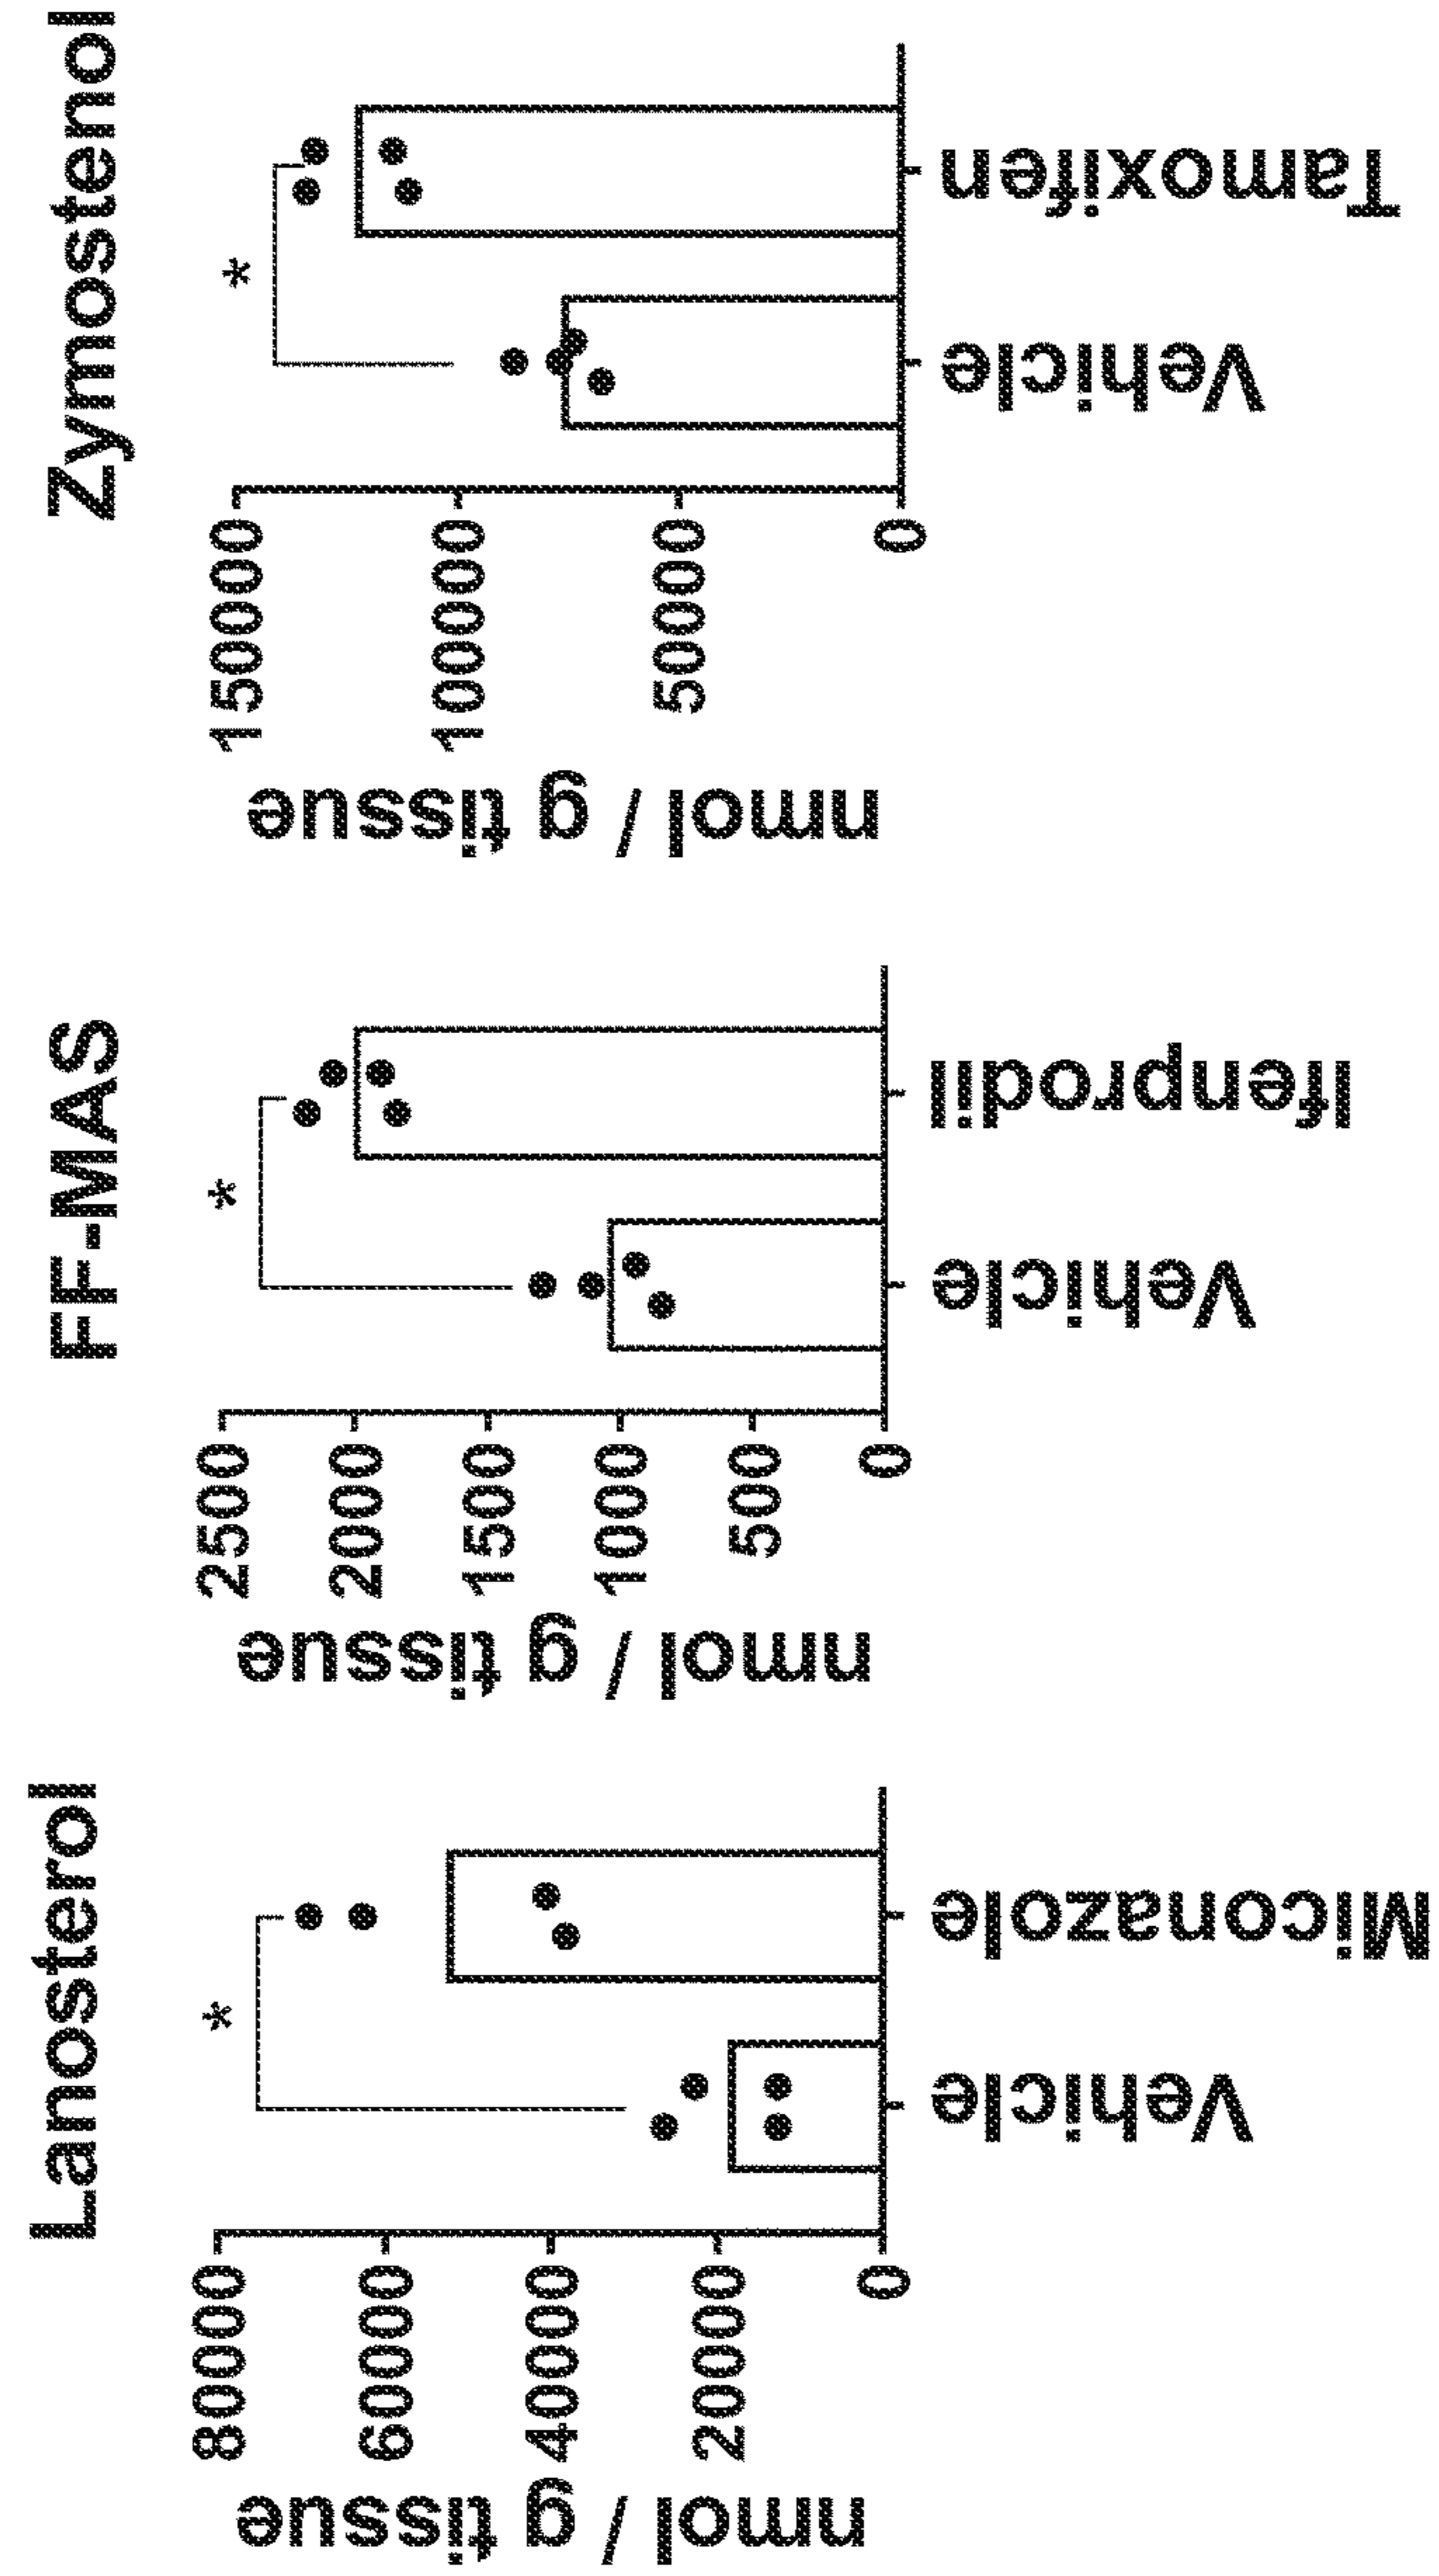 Lanosterol
nmol / g tissue
80000
60000
40000
20000
0
*
Vehicle
Miconazole
FF-MAS
nmol / g tissue
2500
2000
1500
1000
500
0
*
Vehicle
Ifenprodil
Zymostenol
nmol / g tissue
150000
100000
50000
0
*
Vehicle
Tamoxifen